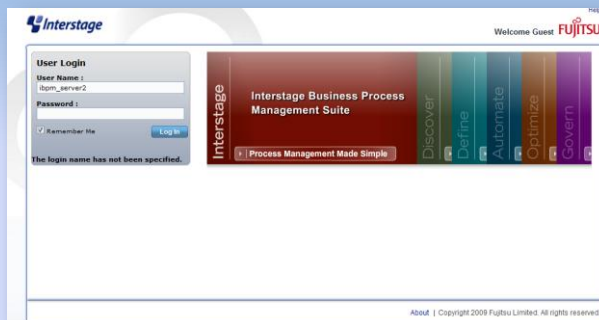 Help
Interstage
Welcome Guest FUJITSU
User Login
User Name :
ibpm_server2
Password :
Remember Me
Log In
The login name has not been specified.
Interstage
Interstage Business Process
Management Suite
Process Management Made Simple
Discover
Define
Automate
Optimize
Govern
About | Copyright 2009 Fujitsu Limited. All rights reserved.